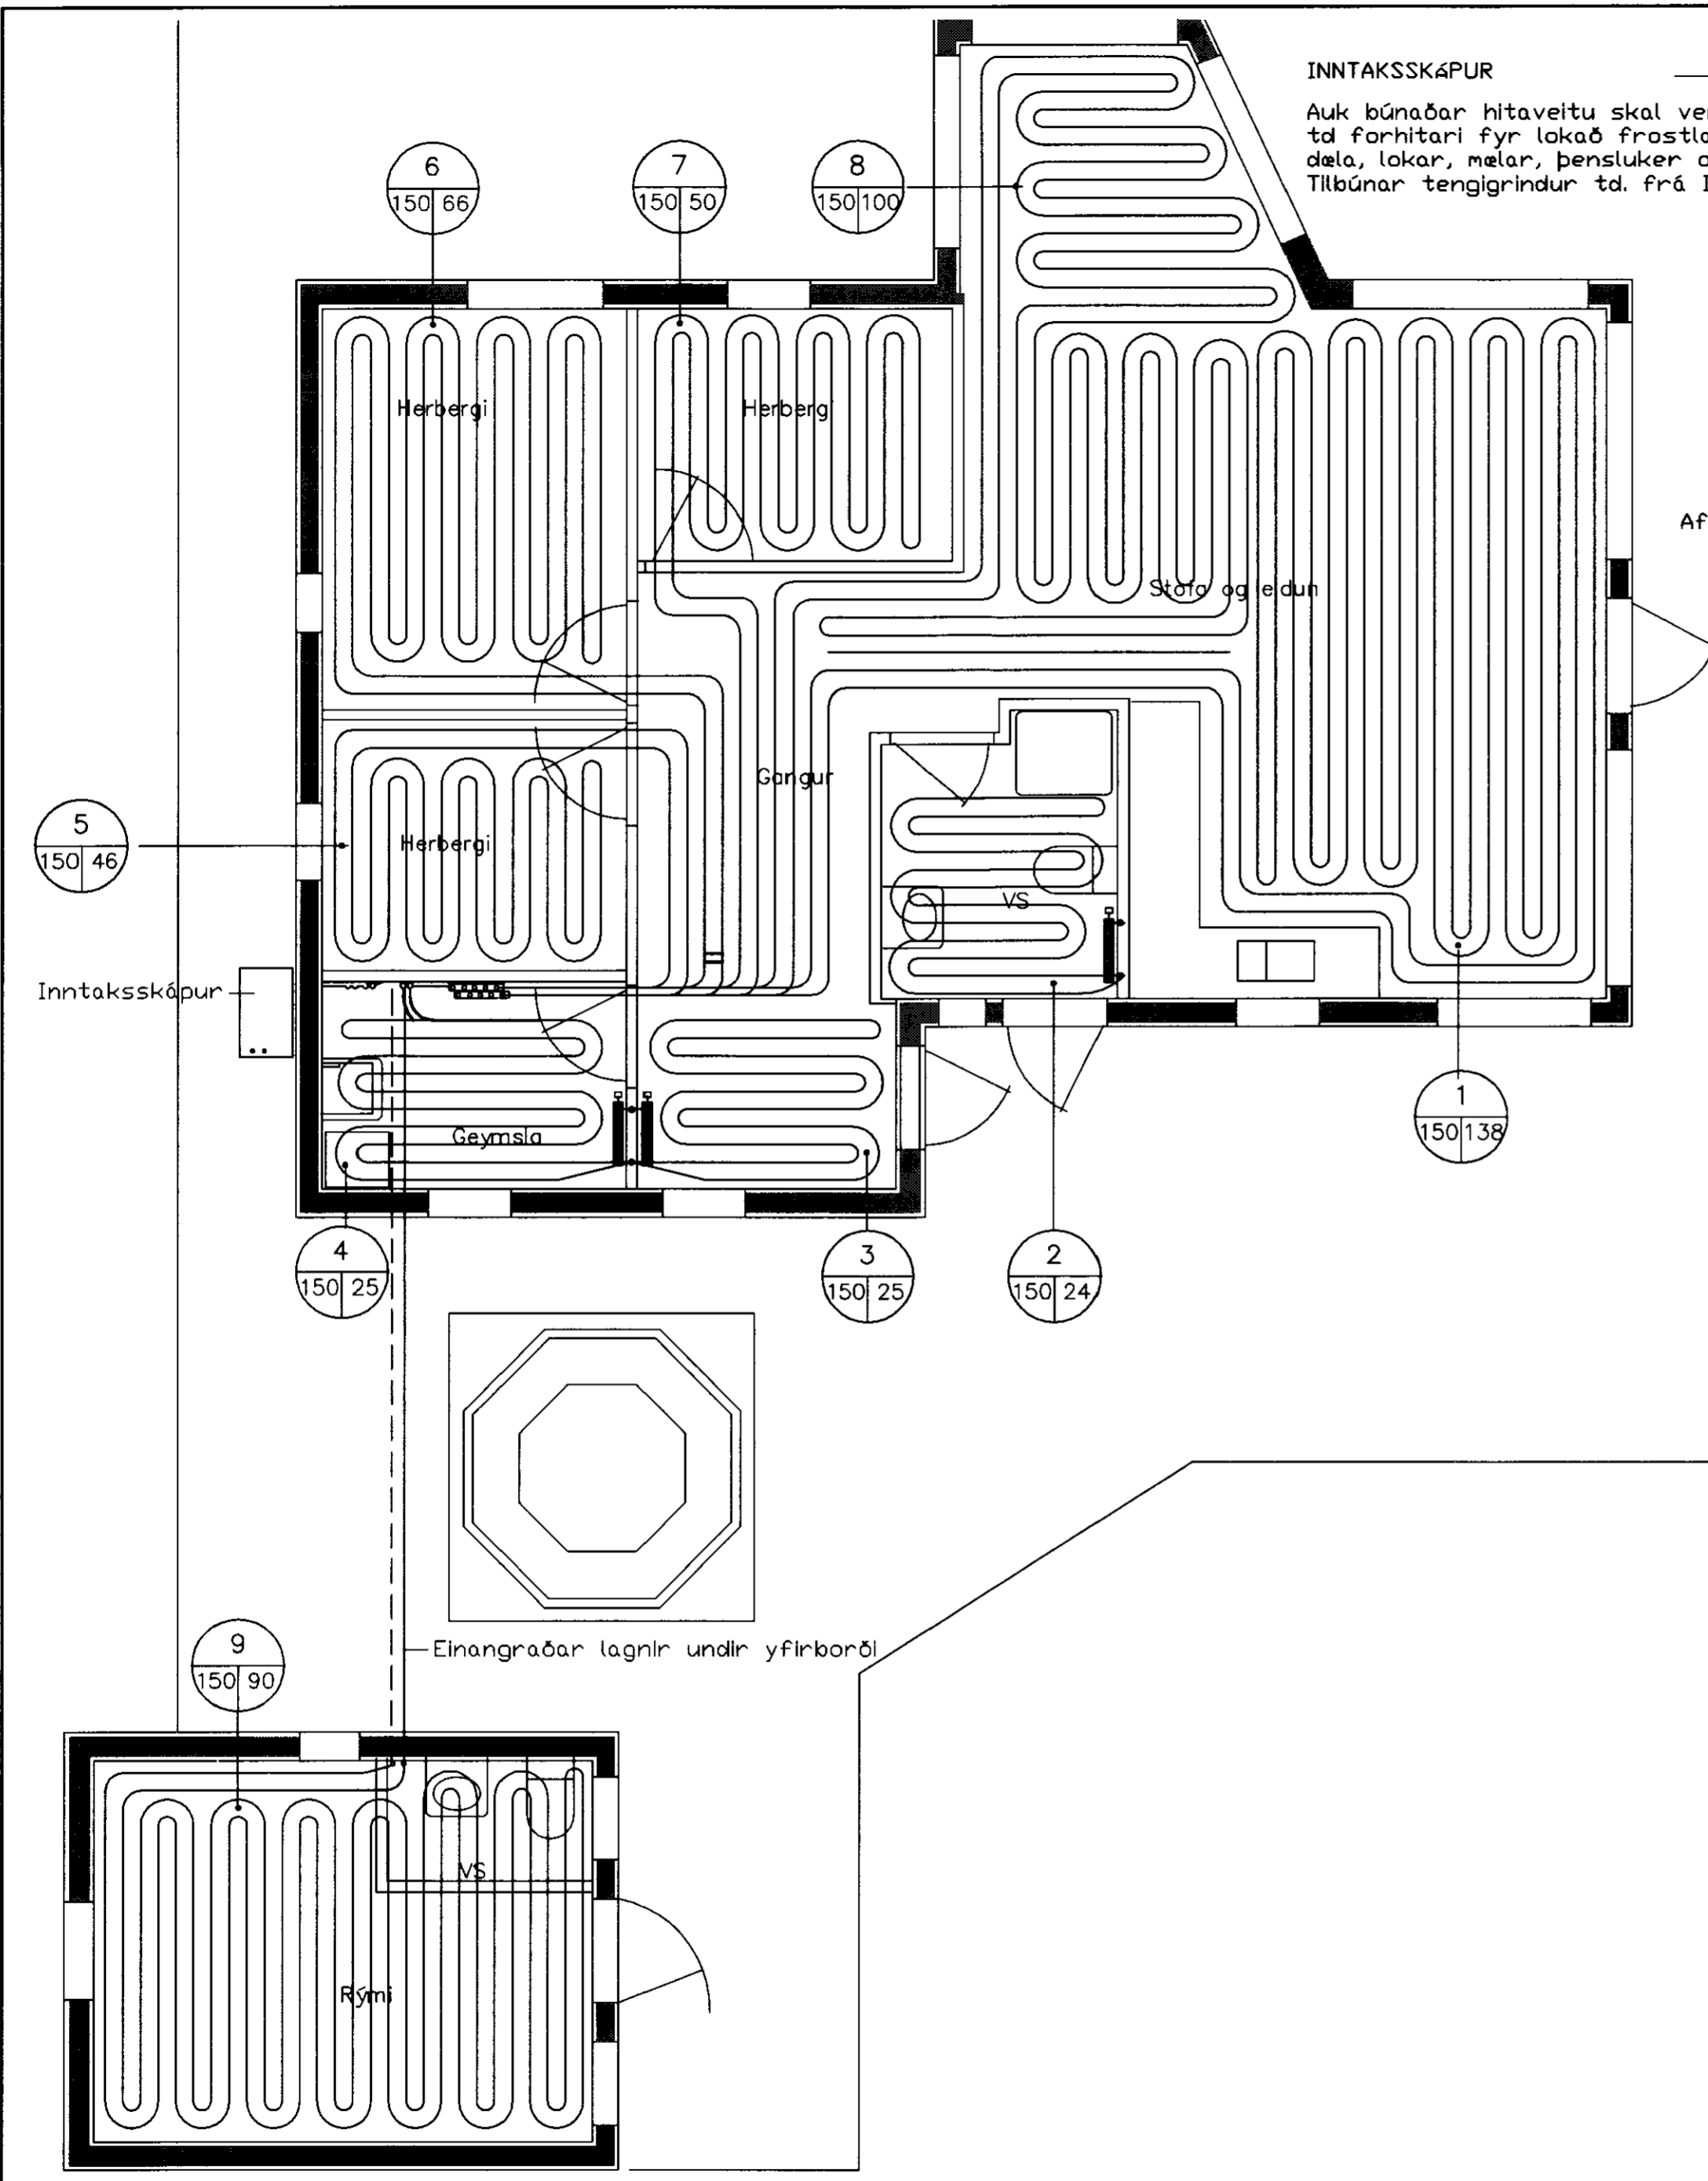 INNTAKSSKáPUR
Auk búnaðar hitaveitu skal
td forhitari fyr lokað
dæla, lokar, mælar, þensluker
Tilbúnar tengigrindur td. frá
6
150 66
7
150 50
8
150 100
Herbergi
Herbergi
Stofa og eldun
Gangur
5
150 46
Herbergi
VS
Inntaksskápur
Geymsla
1
150 138
4
150 25
3
150 25
2
150 24
Einangraðar lagnir undir yfirborði
9
150 90
VS
Rými